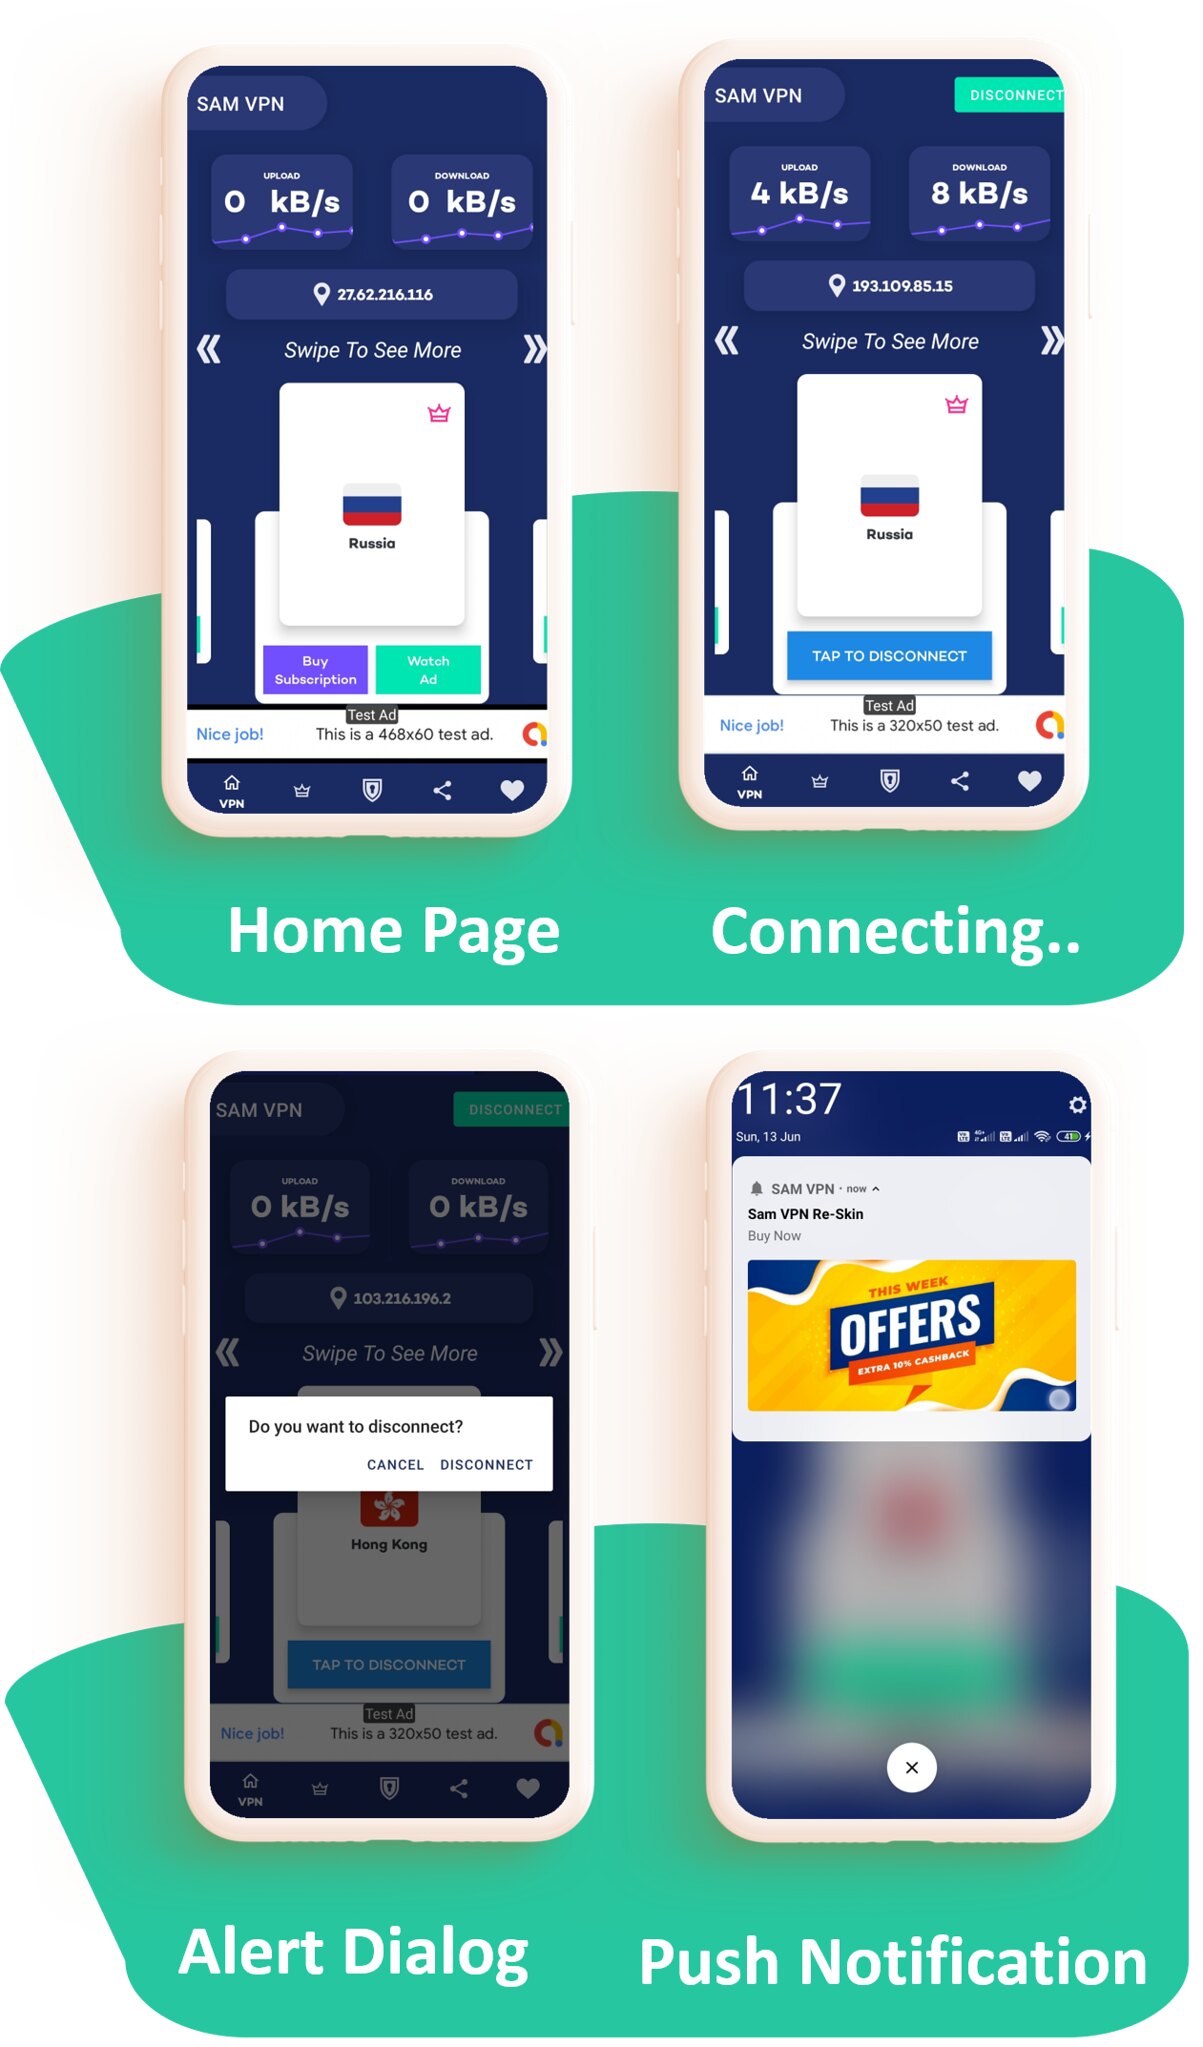 SAM VPN
UPLOAD
0 kB/s
DOWNLOAD
0 kB/s
27.62.216.116
Swipe To See More
Russia
Buy
Subscription
Watch
Ad
Test Ad
Nice job!
This is a 468x60 test ad.
VPN
Home Page
SAM VPN
DISCONNECT
UPLOAD
4 kB/s
DOWNLOAD
8 kB/s
193.109.85.15
Swipe To See More
Russia
TAP TO DISCONNECT
Test Ad
Nice job!
This is a 320x50 test ad.
VPN
Connecting..
SAM VPN
DISCONNECT
UPLOAD
0 kB/s
DOWNLOAD
0 kB/s
103.216.196.2
Swipe To See More
Do you want to disconnect?
CANCEL DISCONNECT
Hong Kong
TAP TO DISCONNECT
Test Ad
Nice job!
This is a 320x50 test ad.
VPN
Alert Dialog
11:37
Sun, 13 Jun
4G+
41
SAM VPN • now
Sam VPN Re-Skin
Buy Now
THIS WEEK
OFFERS
EXTRA 10% CASHBACK
Push Notification